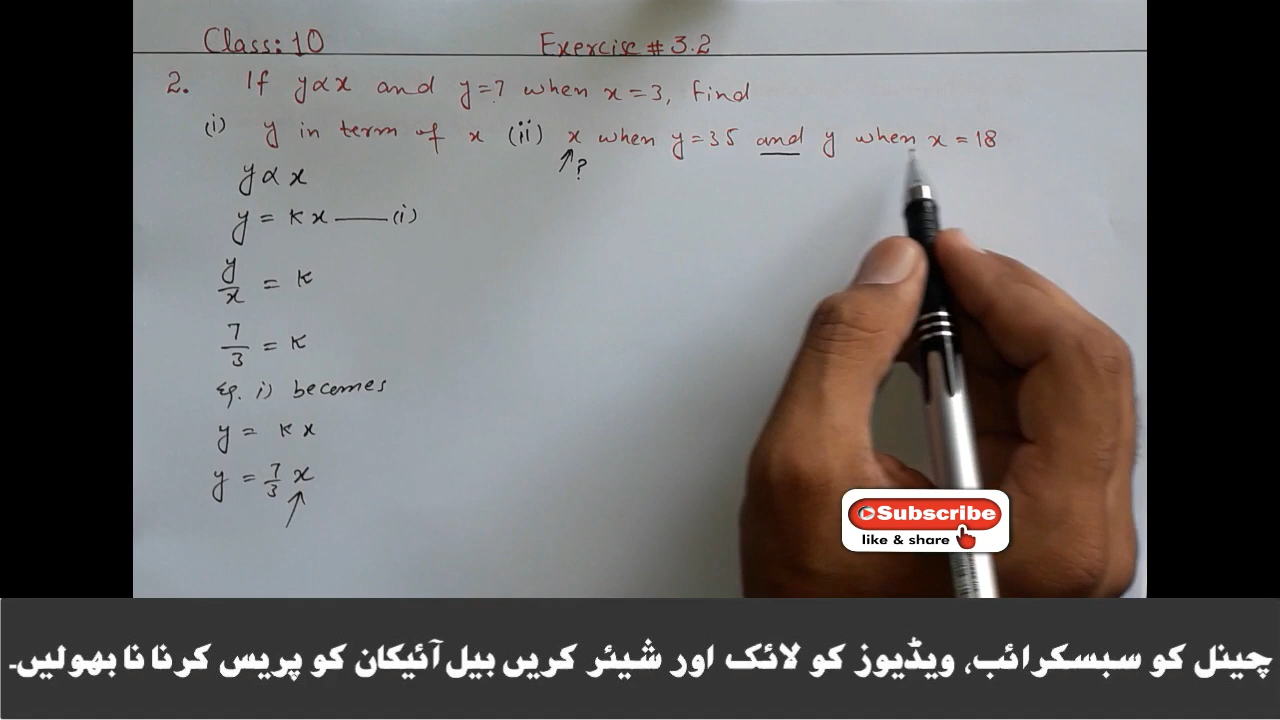 Class: 10 Exercise # 3.2
2. If y∝x and y=7 when x=3, find
(i) y in term of x (ii) x when y=35 and y when x=18
?
y∝x
y = kx —— (i)
y/x = k
7/3 = k
Eq. i) becomes
y = kx
y = 7/3 x
Subscribe
like & share
چینل کو سبسکرائب، ویڈیوز کو لائک اور شیئر کریں بیل آئیکان کو پریس کرنا نا بھولیں۔